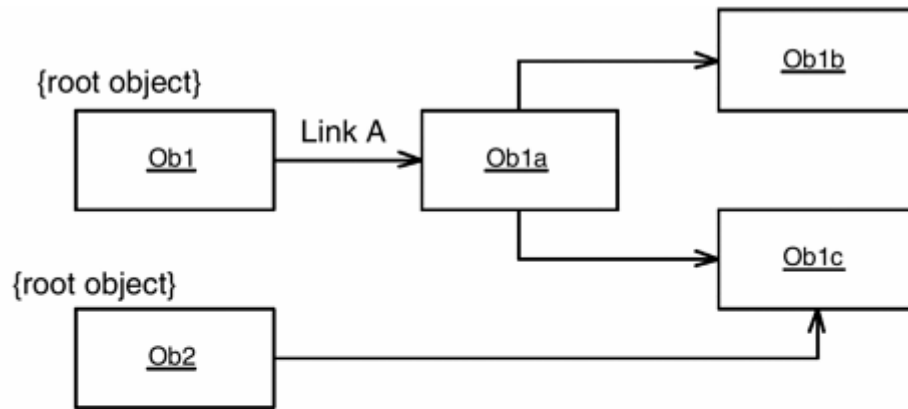 {root object}
Ob1
Link A
Ob1a
Ob1b
Ob1c
{root object}
Ob2